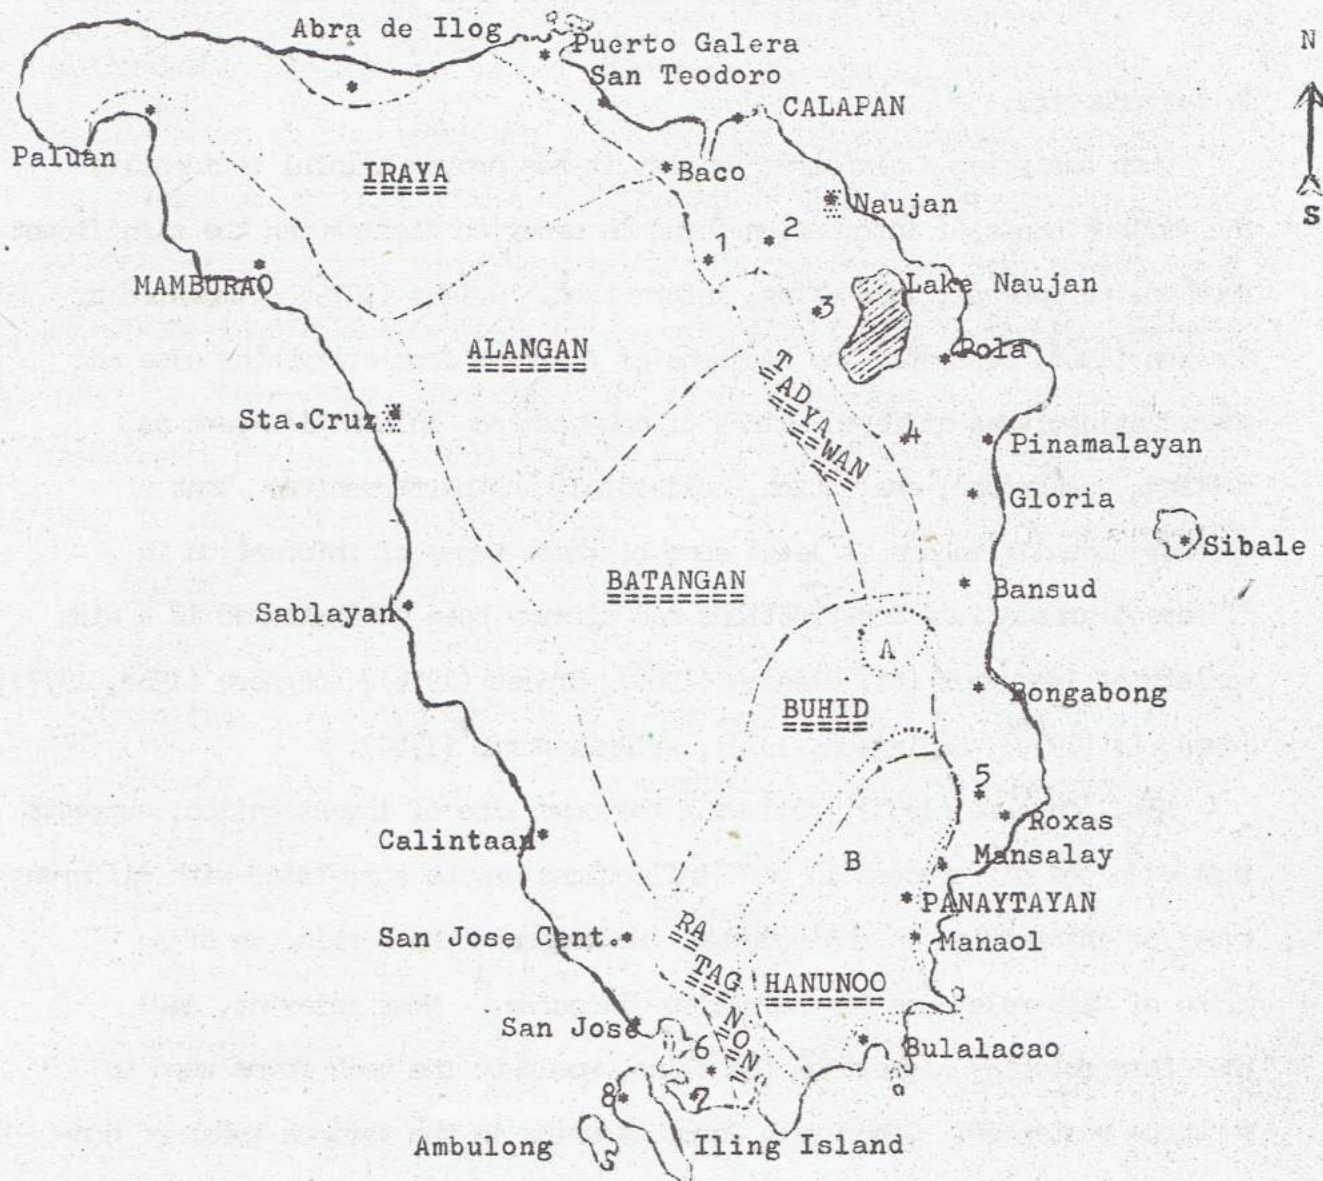 Abra de Ilog
Puerto Galera
San Teodoro
N
S
CALAPAN
Paluan
IRAYA
Baco
Naujan
1
2
MAMBURAO
3
Lake Naujan
ALANGAN
Pola
TADYAWAN
Sta.Cruz
4
Pinamalayan
Gloria
Sibale
BATANGAN
Bansud
Sablayan
A
Bongabong
BUHID
5
Roxas
Calintaan
B
Mansalay
PANAYTAYAN
San Jose Cent.
RATAGNON
Manaol
HANUNOO
San Jose
Bulalacao
6
7
8
Ambulong
Iling Island